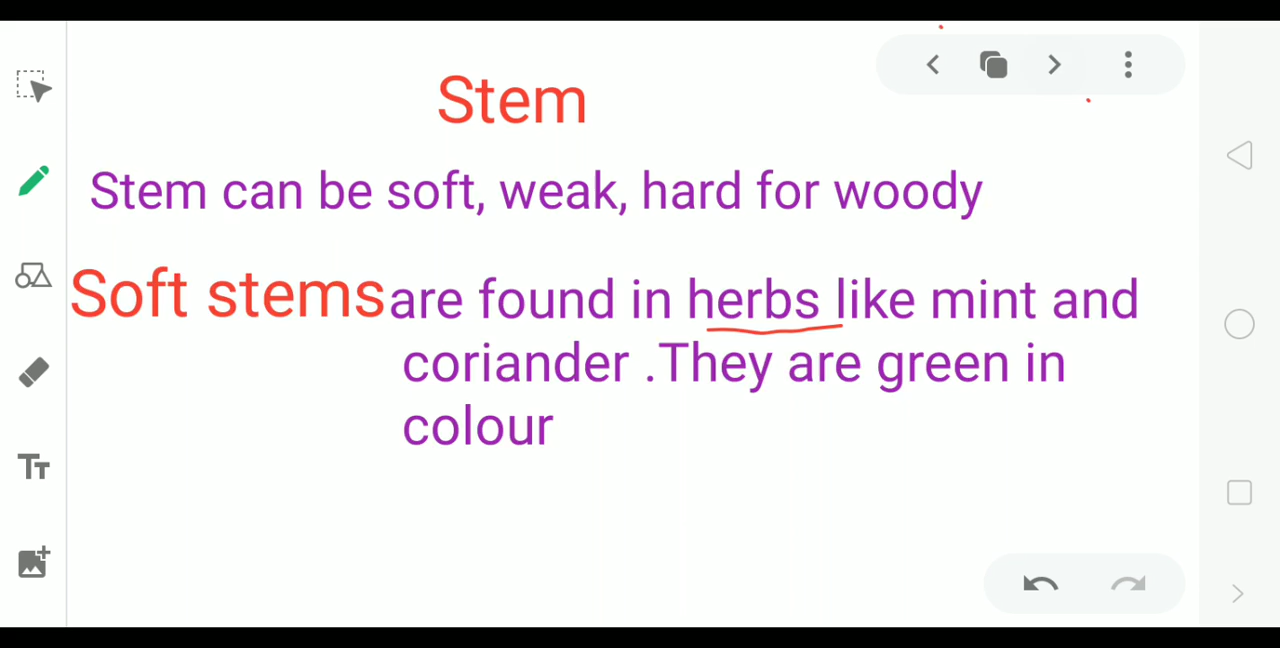 Stem
Stem can be soft, weak, hard for woody
Soft stems are found in herbs like mint and
coriander .They are green in
colour
TT